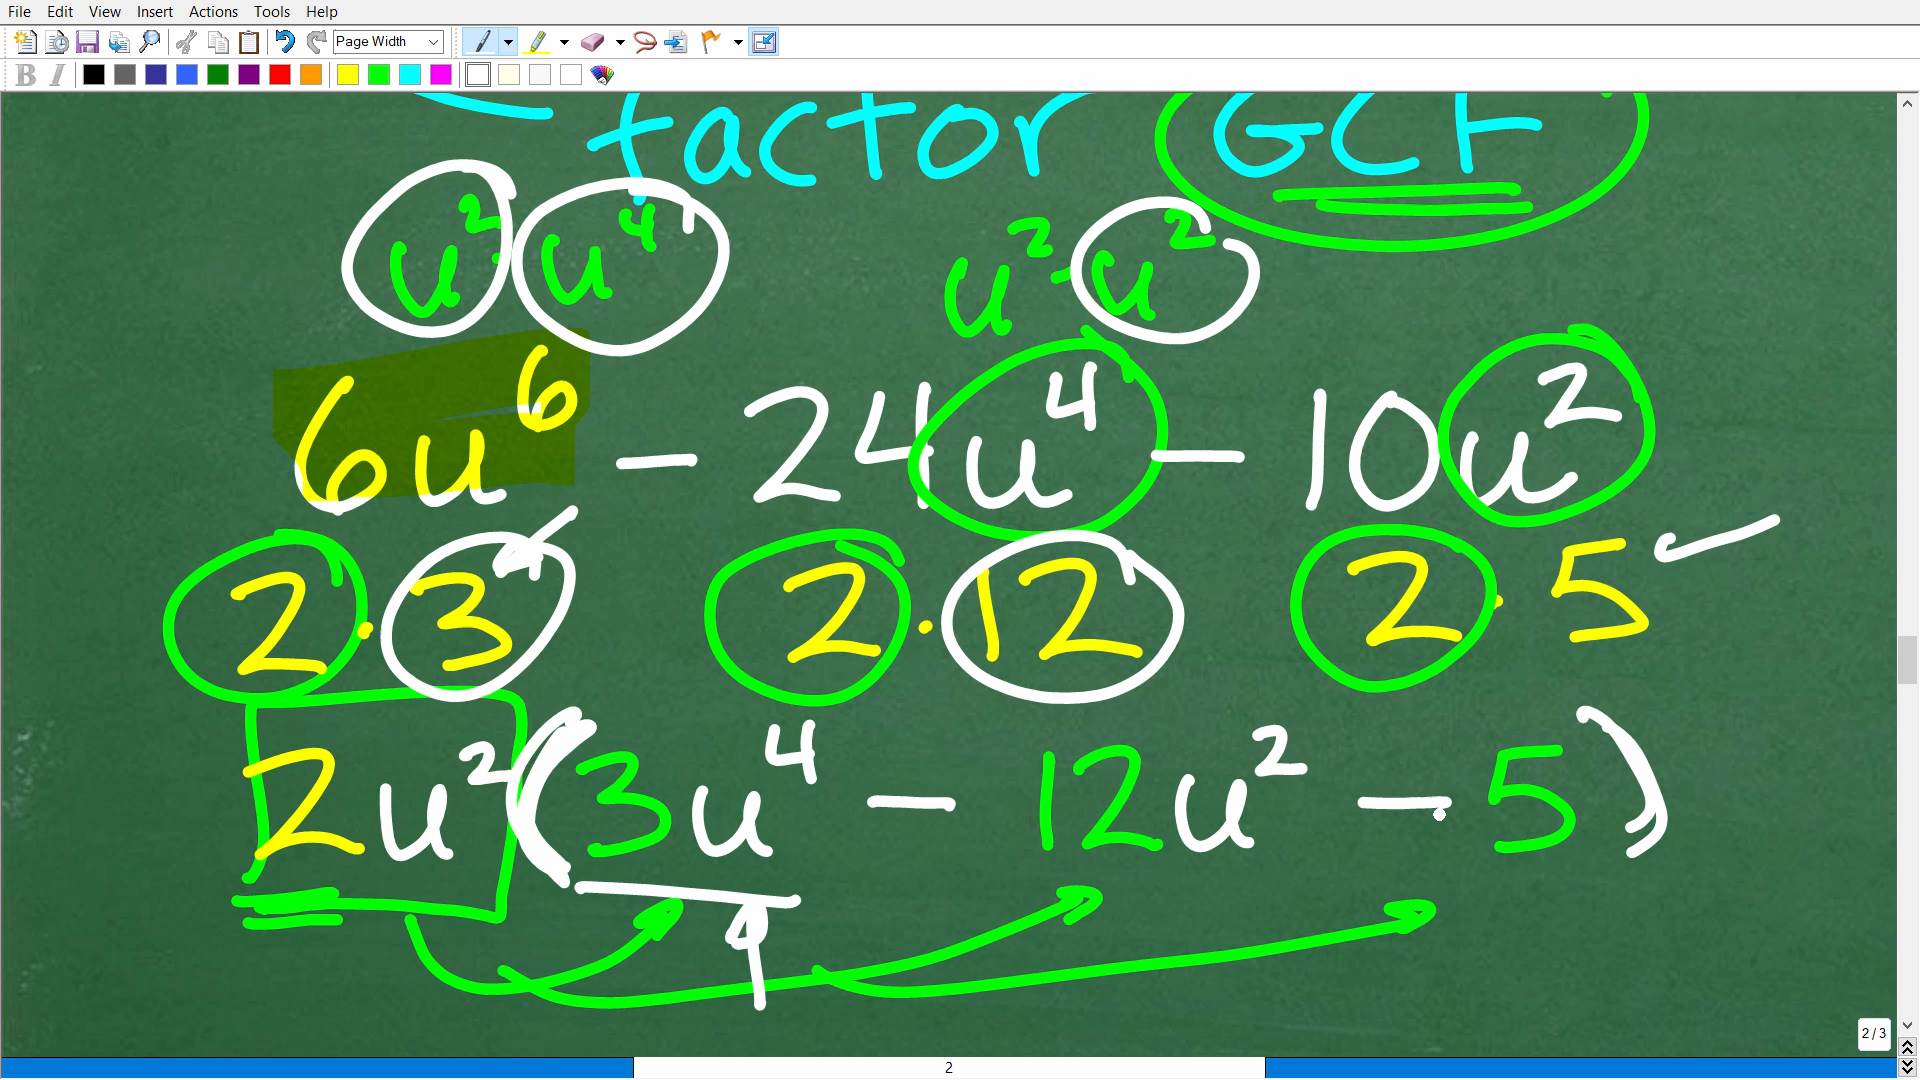 File Edit View Insert Actions Tools Help
Page Width
B I
factor GCF
u² · u⁴ u² · u²
6u⁶ – 24u⁴ – 10u²
2 · 3 2 · 12 2 · 5
2u² (3u⁴ – 12u² – 5)
2 / 3
2